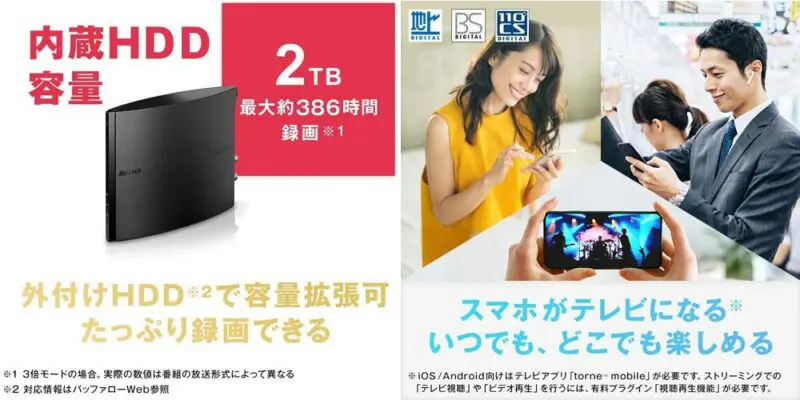 内蔵HDD
容量
2TB
最大約386時間
録画※1
BUFFALO
外付けHDD※2で容量拡張可
たっぷり録画できる
※1 3倍モードの場合。実際の数値は番組の放送形式によって異なる
※2 対応情報はバッファローWeb参照
地上
DIGITAL
BS
DIGITAL
110°
CS
DIGITAL
スマホがテレビになる※
いつでも、どこでも楽しめる
※iOS/Android向けはテレビアプリ「torne™ mobile」が必要です。ストリーミングでの
「テレビ視聴」や「ビデオ再生」を行うには、有料プラグイン「視聴再生機能」が必要です。